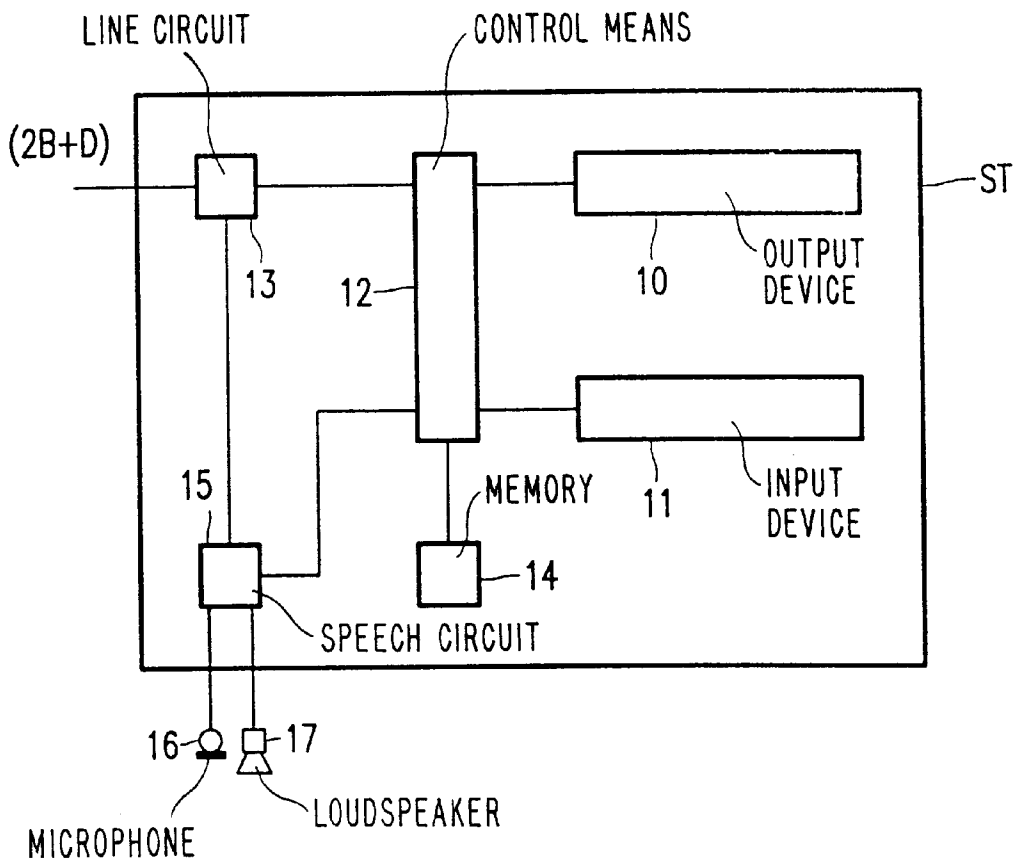 LINE CIRCUIT
CONTROL MEANS
(2B+D)
ST
13
12
10
OUTPUT
DEVICE
15
MEMORY
11
INPUT
DEVICE
14
SPEECH CIRCUIT
16
17
LOUDSPEAKER
MICROPHONE